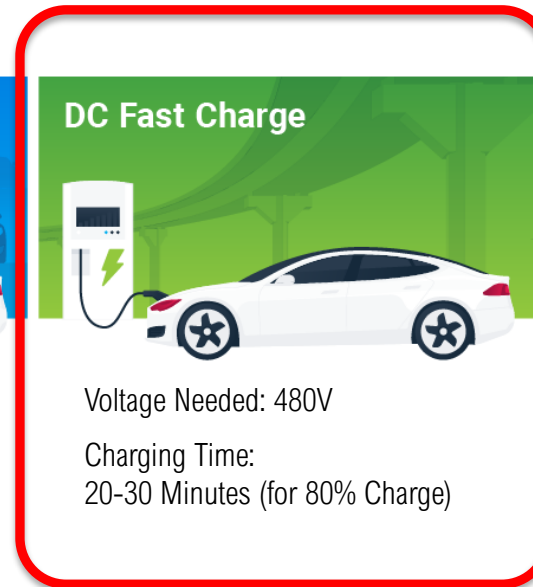 DC Fast Charge
Voltage Needed: 480V
Charging Time:
20-30 Minutes (for 80% Charge)